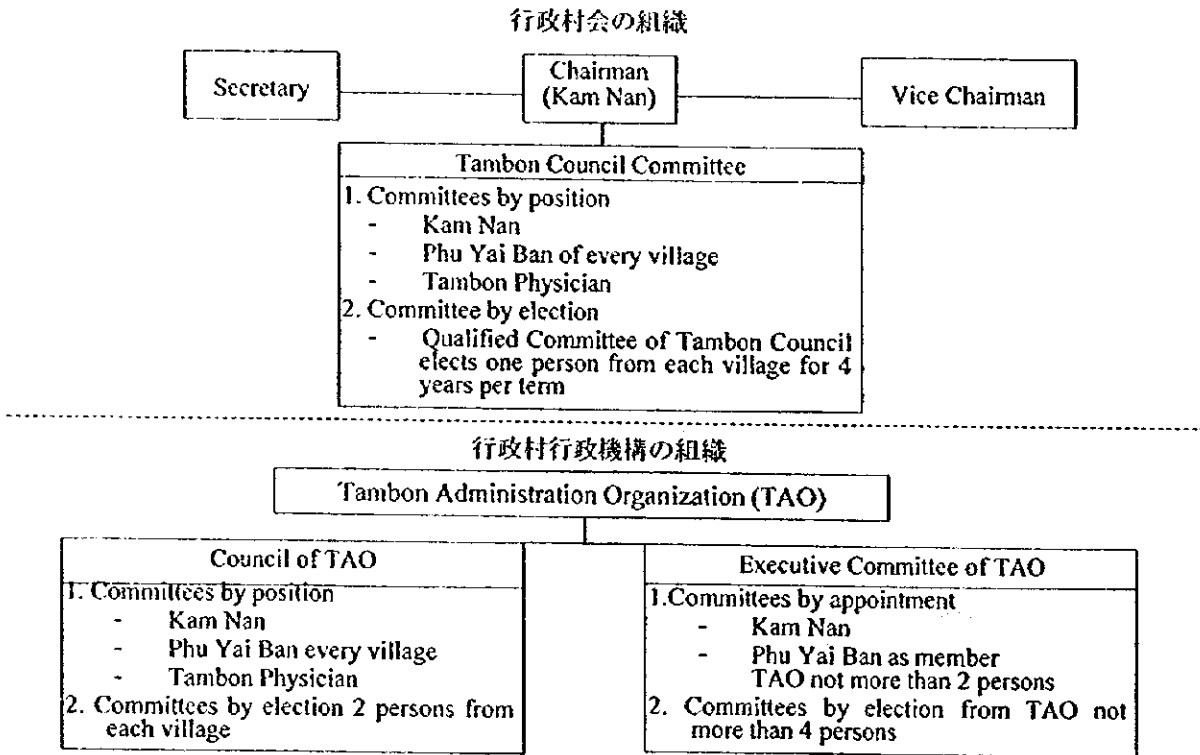 行政村会の組織
Secretary
Chairman
(Kam Nan)
Vice Chairman
Tambon Council Committee
1. Committees by position
- Kam Nan
- Phu Yai Ban of every village
- Tambon Physician
2. Committee by election
- Qualified Committee of Tambon Council
elects one person from each village for 4
years per term
行政村行政機構の組織
Tambon Administration Organization (TAO)
Council of TAO
1. Committees by position
- Kam Nan
- Phu Yai Ban every village
- Tambon Physician
2. Committees by election 2 persons from
each village
Executive Committee of TAO
1.Committees by appointment
- Kam Nan
- Phu Yai Ban as member
TAO not more than 2 persons
2. Committees by election from TAO not
more than 4 persons